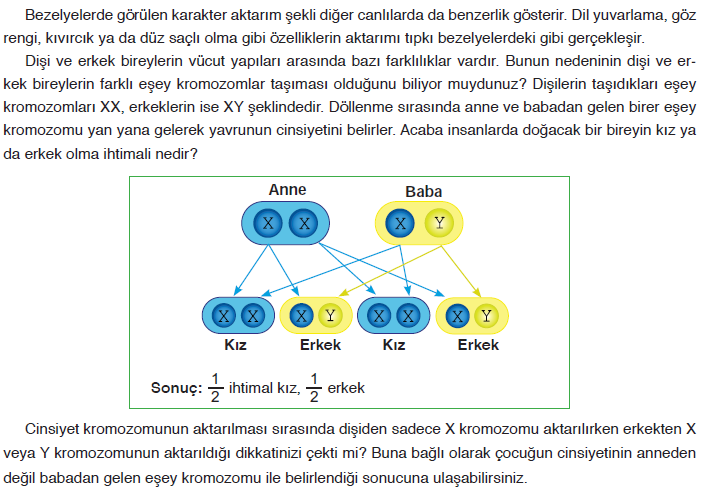 Bezelyelerde görülen karakter aktarım şekli diğer canlılarda da benzerlik gösterir. Dil yuvarlama, göz
rengi, kıvırcık ya da düz saçlı olma gibi özelliklerin aktarımı tıpkı bezelyelerdeki gibi gerçekleşir.
Dişi ve erkek bireylerin vücut yapıları arasında bazı farklılıklar vardır. Bunun nedeninin dişi ve er-
kek bireylerin farklı eşey kromozomlar taşıması olduğunu biliyor muydunuz? Dişilerin taşıdıkları eşey
kromozomları XX, erkeklerin ise XY şeklindedir. Döllenme sırasında anne ve babadan gelen birer eşey
kromozomu yan yana gelerek yavrunun cinsiyetini belirler. Acaba insanlarda doğacak bir bireyin kız ya
da erkek olma ihtimali nedir?
Anne Baba
X X X Y
X X X Y X X X Y
Kız Erkek Kız Erkek
Sonuç: 1/2 ihtimal kız, 1/2 erkek
Cinsiyet kromozomunun aktarılması sırasında dişiden sadece X kromozomu aktarılırken erkekten X
veya Y kromozomunun aktarıldığı dikkatinizi çekti mi? Buna bağlı olarak çocuğun cinsiyetinin anneden
değil babadan gelen eşey kromozomu ile belirlendiği sonucuna ulaşabilirsiniz.